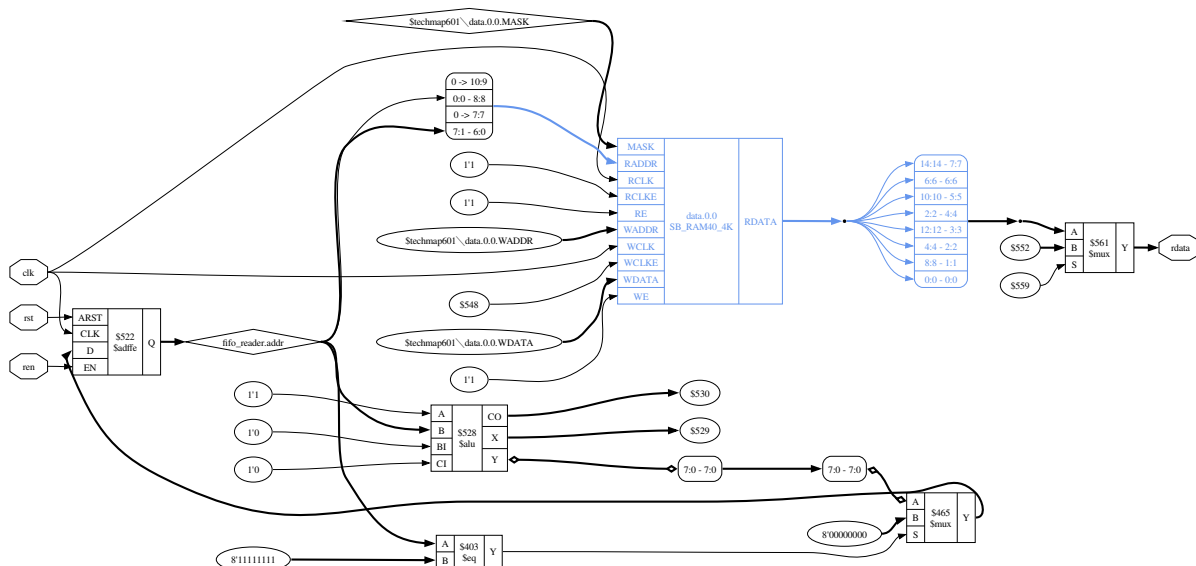 $techmap601\data.0.0.MASK
0 -> 10:9
0:0 - 8:8
0 -> 7:7
7:1 - 6:0
1'1
1'1
$techmap601\data.0.0.WADDR
$548
$techmap601\data.0.0.WDATA
1'1
MASK
RADDR
RCLK
RCLKE
RE
WADDR
WCLK
WCLKE
WDATA
WE
data.0.0
SB_RAM40_4K
RDATA
14:14 - 7:7
6:6 - 6:6
10:10 - 5:5
2:2 - 4:4
12:12 - 3:3
4:4 - 2:2
8:8 - 1:1
0:0 - 0:0
$552
$559
A
B
S
$561
$mux
Y
rdata
clk
rst
ren
ARST
CLK
D
EN
$522
$adffe
Q
fifo_reader.addr
1'1
1'0
1'0
A
B
BI
CI
$528
$alu
CO
X
Y
$530
$529
7:0 - 7:0
7:0 - 7:0
8'00000000
A
B
S
$465
$mux
Y
8'11111111
A
B
$403
$eq
Y